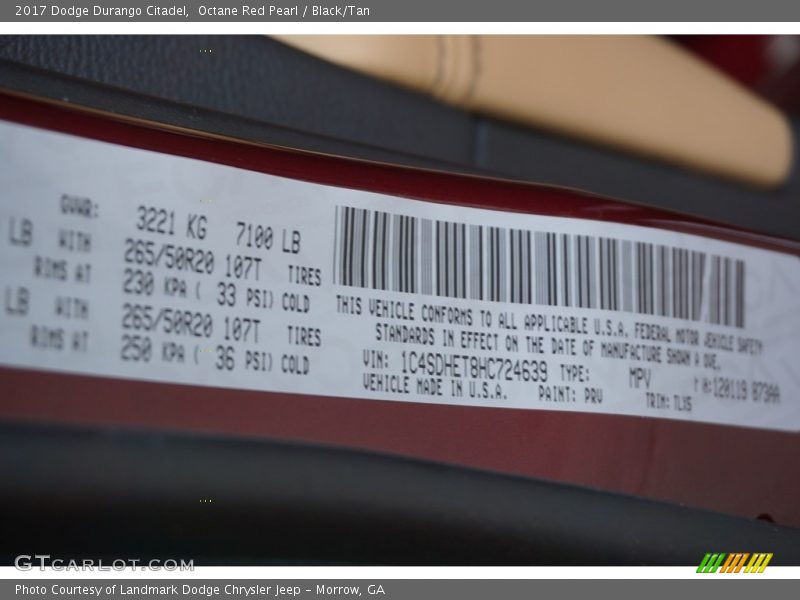 2017 Dodge Durango Citadel, Octane Red Pearl / Black/Tan
GVWR: 3221 KG 7100 LB
LB WITH 265/50R20 107T TIRES
RIMS AT 230 KPA ( 33 PSI) COLD
LB WITH 265/50R20 107T TIRES
RIMS AT 250 KPA ( 36 PSI) COLD
THIS VEHICLE CONFORMS TO ALL APPLICABLE U.S.A. FEDERAL MOTOR VEHICLE SAFETY
STANDARDS IN EFFECT ON THE DATE OF MANUFACTURE SHOWN A OVE.
VIN: 1C4SDHET8HC724639 TYPE: MPV
VEHICLE MADE IN U.S.A. PAINT: PRV TRIM: TLV5
GTCARLOT.COM
Photo Courtesy of Landmark Dodge Chrysler Jeep – Morrow, GA